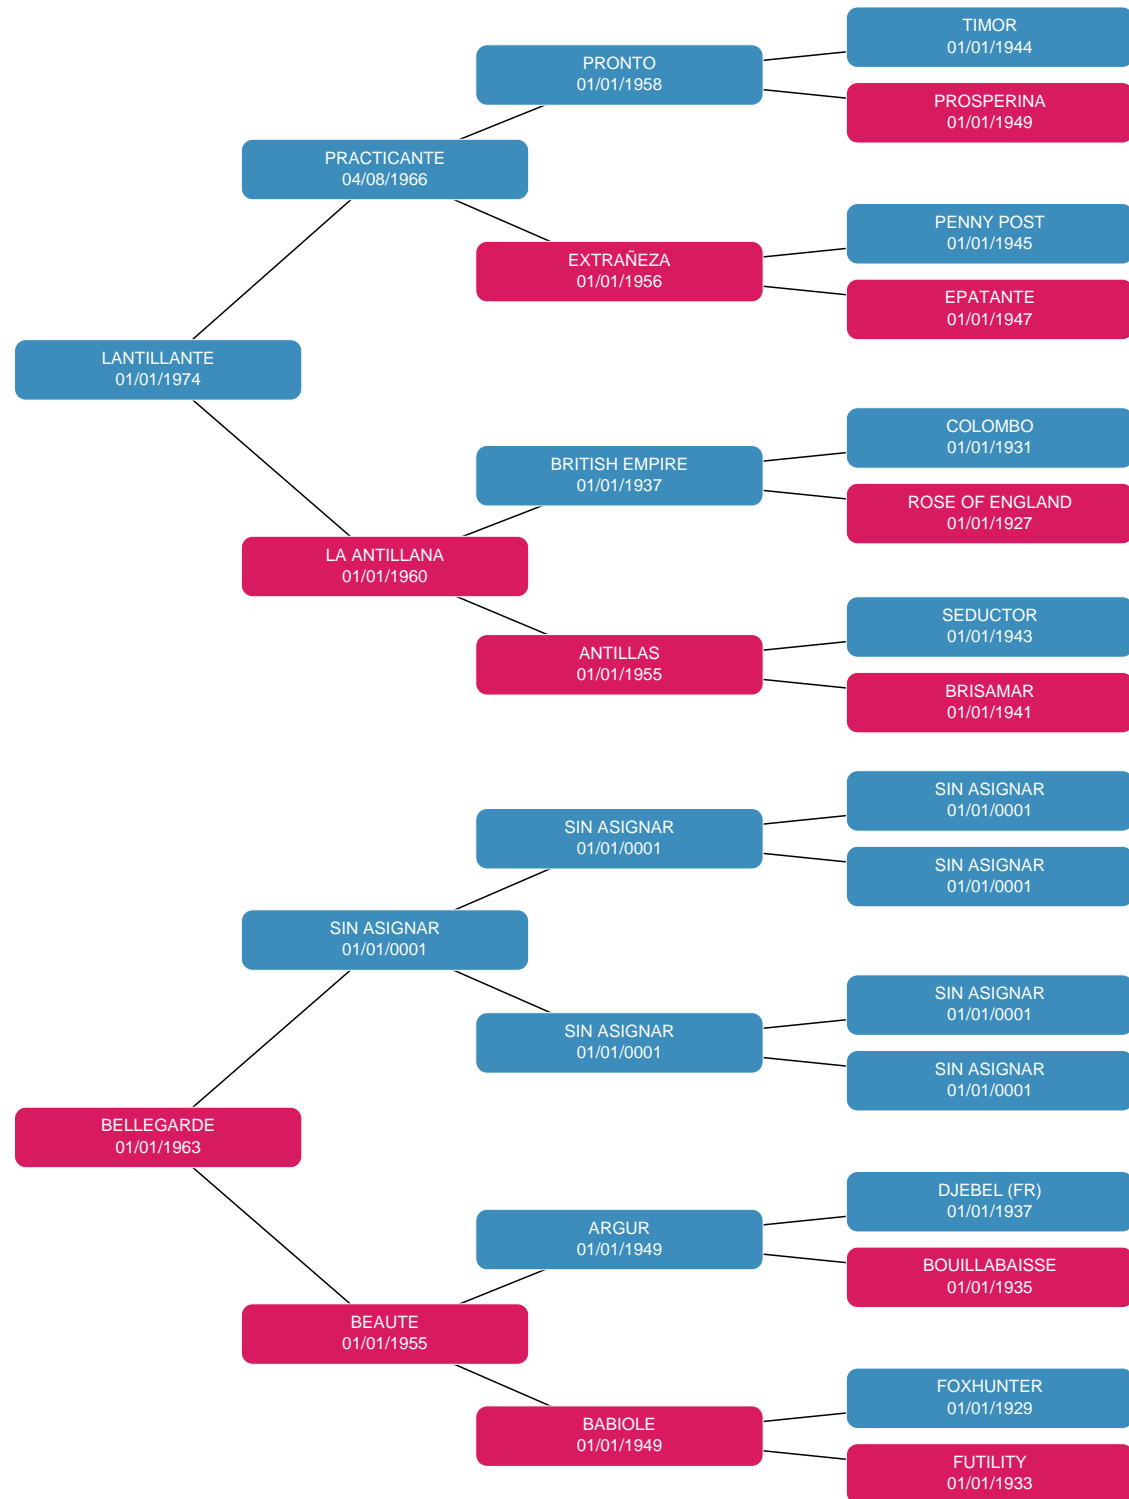 TIMOR
01/01/1944
PRONTO
01/01/1958
PROSPERINA
01/01/1949
PRACTICANTE
04/08/1966
PENNY POST
01/01/1945
EXTRAÑEZA
01/01/1956
EPATANTE
01/01/1947
LANTILLANTE
01/01/1974
COLOMBO
01/01/1931
BRITISH EMPIRE
01/01/1937
ROSE OF ENGLAND
01/01/1927
LA ANTILLANA
01/01/1960
SEDUCTOR
01/01/1943
ANTILLAS
01/01/1955
BRISAMAR
01/01/1941
SIN ASIGNAR
01/01/0001
SIN ASIGNAR
01/01/0001
SIN ASIGNAR
01/01/0001
SIN ASIGNAR
01/01/0001
SIN ASIGNAR
01/01/0001
SIN ASIGNAR
01/01/0001
SIN ASIGNAR
01/01/0001
BELLEGARDE
01/01/1963
DJEBEL (FR)
01/01/1937
ARGUR
01/01/1949
BOUILLABAISSE
01/01/1935
BEAUTE
01/01/1955
FOXHUNTER
01/01/1929
BABIOLE
01/01/1949
FUTILITY
01/01/1933